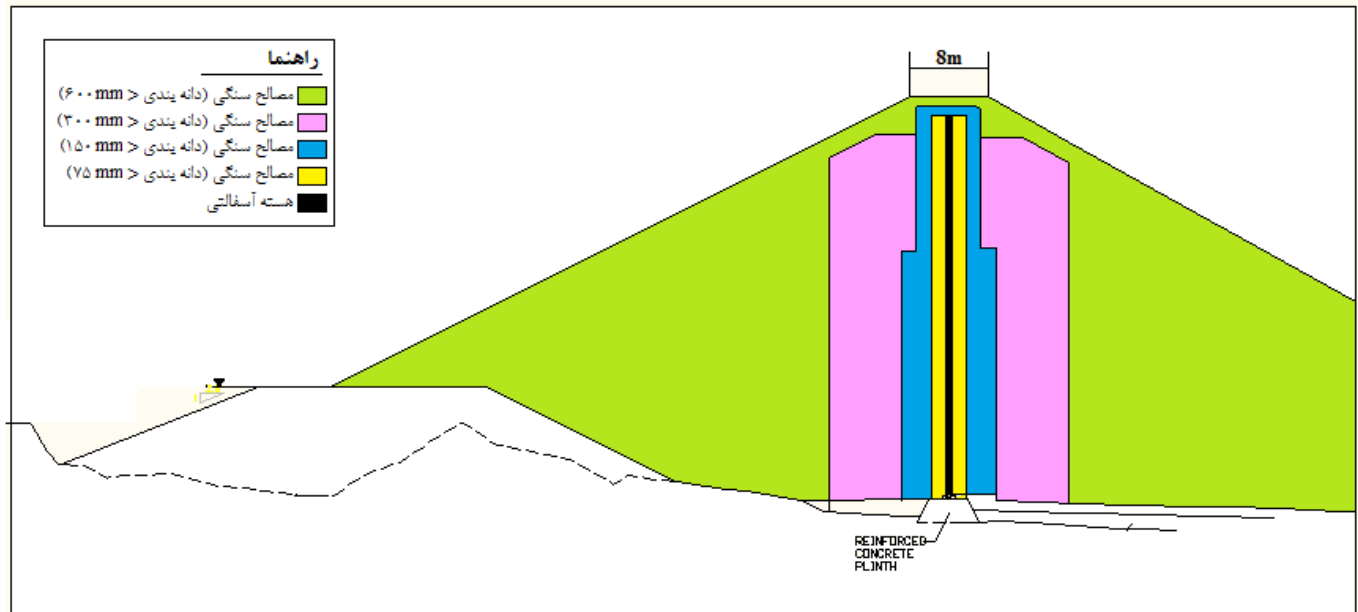 راهنما
مصالح سنگی (دانه بندی < ۶۰۰ mm)
مصالح سنگی (دانه بندی < ۳۰۰ mm)
مصالح سنگی (دانه بندی < ۱۵۰ mm)
مصالح سنگی (دانه بندی < ۷۵ mm)
هسته آسفالتی
8m
REINFORCED
CONCRETE
PLINTH